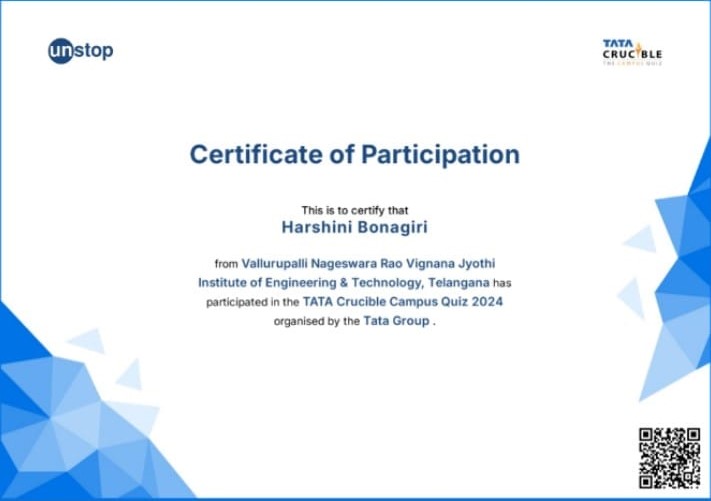 unstop
TATA
CRUCIBLE
THE CAMPUS QUIZ
Certificate of Participation
This is to certify that
Harshini Bonagiri
from Vallurupalli Nageswara Rao Vignana Jyothi
Institute of Engineering & Technology, Telangana has
participated in the TATA Crucible Campus Quiz 2024
organised by the Tata Group .